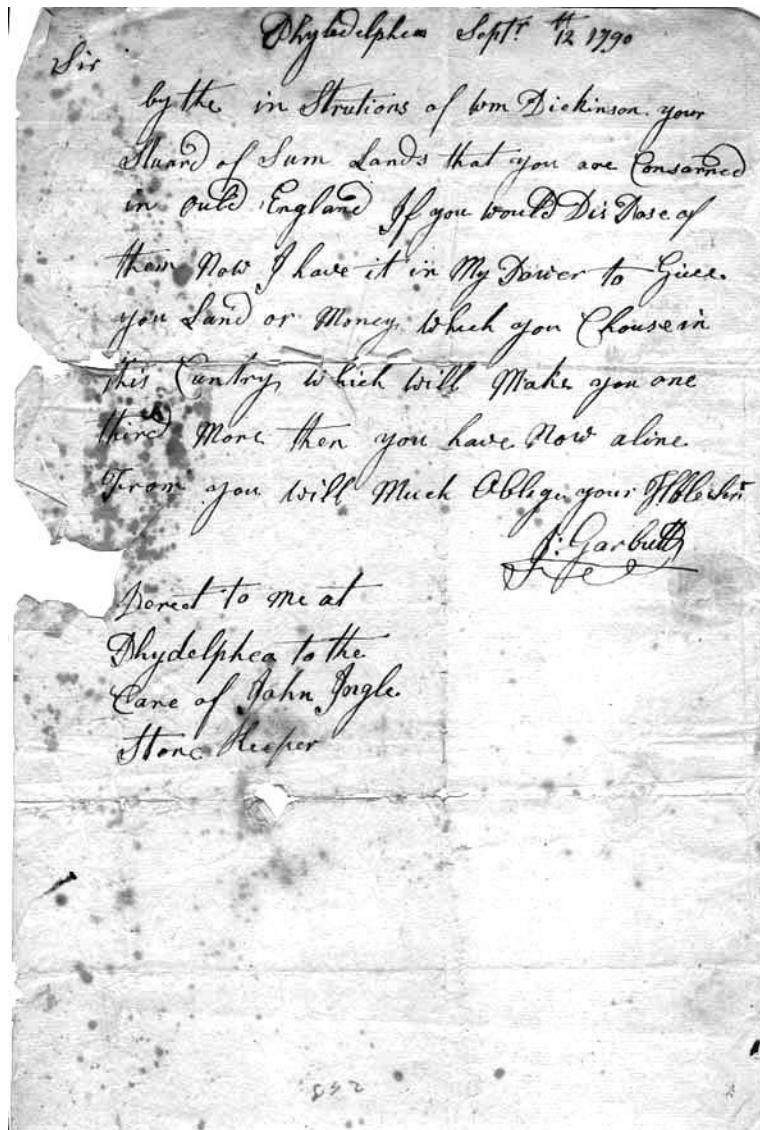 Phyledelphea Septr 12th 1790
Sir
by the in Strutions of Wm Dickinson your
Stuard of Sum Lands that you are Consarned
in ould England If you would Dis Pose of
them Now I have it in My Power to Give
you Land or Money which you Chouse in
this Cuntry which will Make you one
third More then you have Now aline
From you will Much Oblige your Hble Servt
J: Garbutt
Derect to me at
Phydelphea to the
Care of John Ingle
Store Keeper